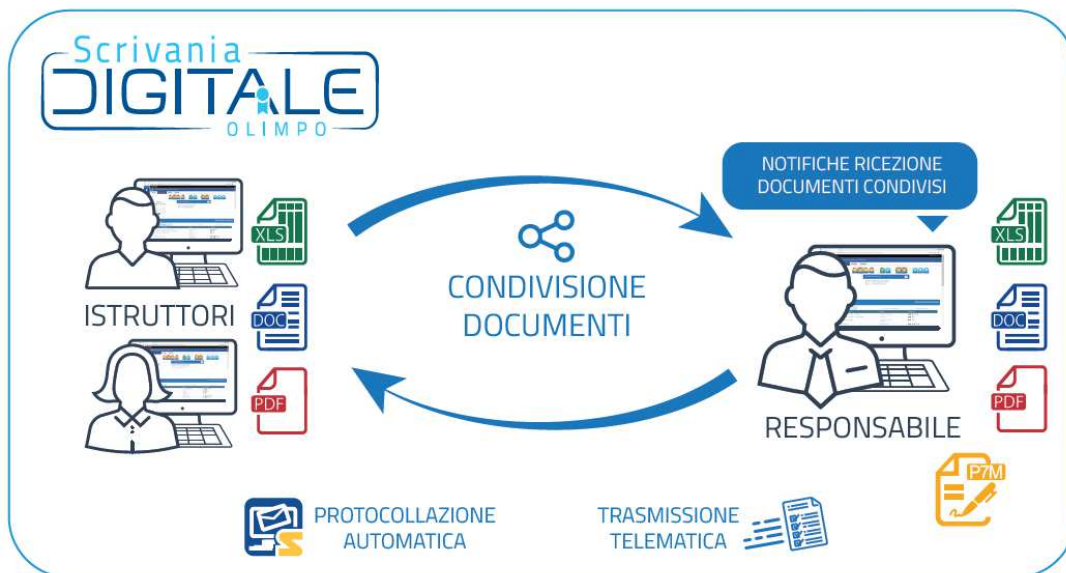 Scrivania
DIGITALE
OLIMPO
NOTIFICHE RICEZIONE
DOCUMENTI CONDIVISI
XLS
DOC
PDF
ISTRUTTORI
CONDIVISIONE
DOCUMENTI
XLS
DOC
PDF
RESPONSABILE
P7M
PROTOCOLLAZIONE
AUTOMATICA
TRASMISSIONE
TELEMATICA